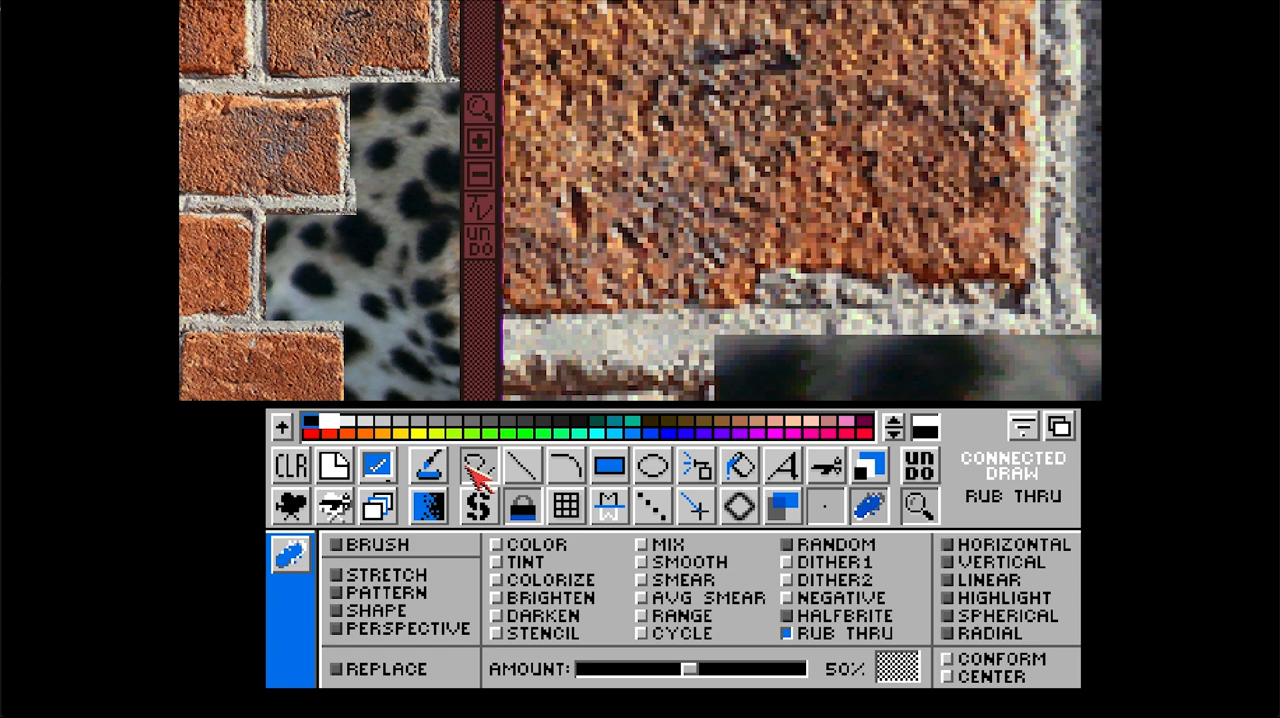 UN
DO
CLR
A
UN
DO
CONNECTED
DRAW
RUB THRU
$
M
W
BRUSH
STRETCH
PATTERN
SHAPE
PERSPECTIVE
REPLACE
COLOR
TINT
COLORIZE
BRIGHTEN
DARKEN
STENCIL
MIX
SMOOTH
SMEAR
AVG SMEAR
RANGE
CYCLE
RANDOM
DITHER1
DITHER2
NEGATIVE
HALFBRITE
RUB THRU
AMOUNT: 50%
HORIZONTAL
VERTICAL
LINEAR
HIGHLIGHT
SPHERICAL
RADIAL
CONFORM
CENTER